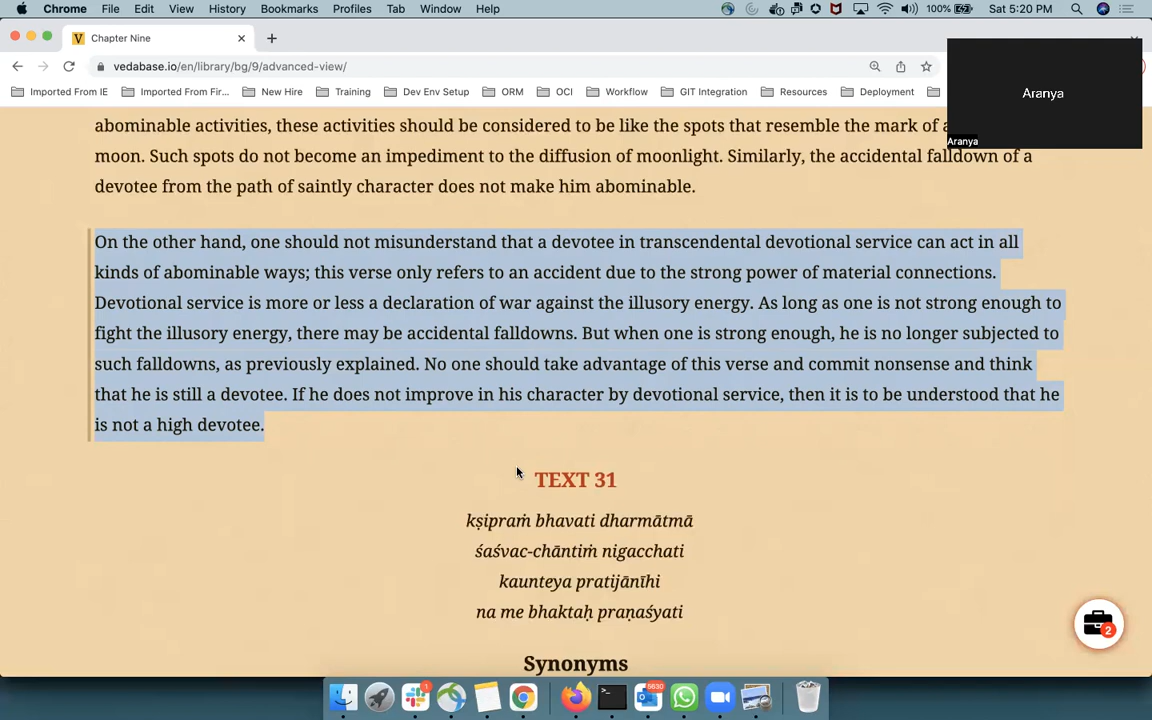 Chrome File Edit View History Bookmarks Profiles Tab Window Help 100% Sat 5:20 PM
Chapter Nine
vedabase.io/en/library/bg/9/advanced-view/
Imported From IE Imported From Fir... New Hire Training Dev Env Setup ORM OCI Workflow GIT Integration Resources Deployment
Aranya
Aranya
abominable activities, these activities should be considered to be like the spots that resemble the mark of a
moon. Such spots do not become an impediment to the diffusion of moonlight. Similarly, the accidental falldown of a
devotee from the path of saintly character does not make him abominable.
On the other hand, one should not misunderstand that a devotee in transcendental devotional service can act in all
kinds of abominable ways; this verse only refers to an accident due to the strong power of material connections.
Devotional service is more or less a declaration of war against the illusory energy. As long as one is not strong enough to
fight the illusory energy, there may be accidental falldowns. But when one is strong enough, he is no longer subjected to
such falldowns, as previously explained. No one should take advantage of this verse and commit nonsense and think
that he is still a devotee. If he does not improve in his character by devotional service, then it is to be understood that he
is not a high devotee.
TEXT 31
kṣipraṁ bhavati dharmātmā
śaśvac-chāntiṁ nigacchati
kaunteya pratijānīhi
na me bhaktaḥ praṇaśyati
Synonyms
2
1